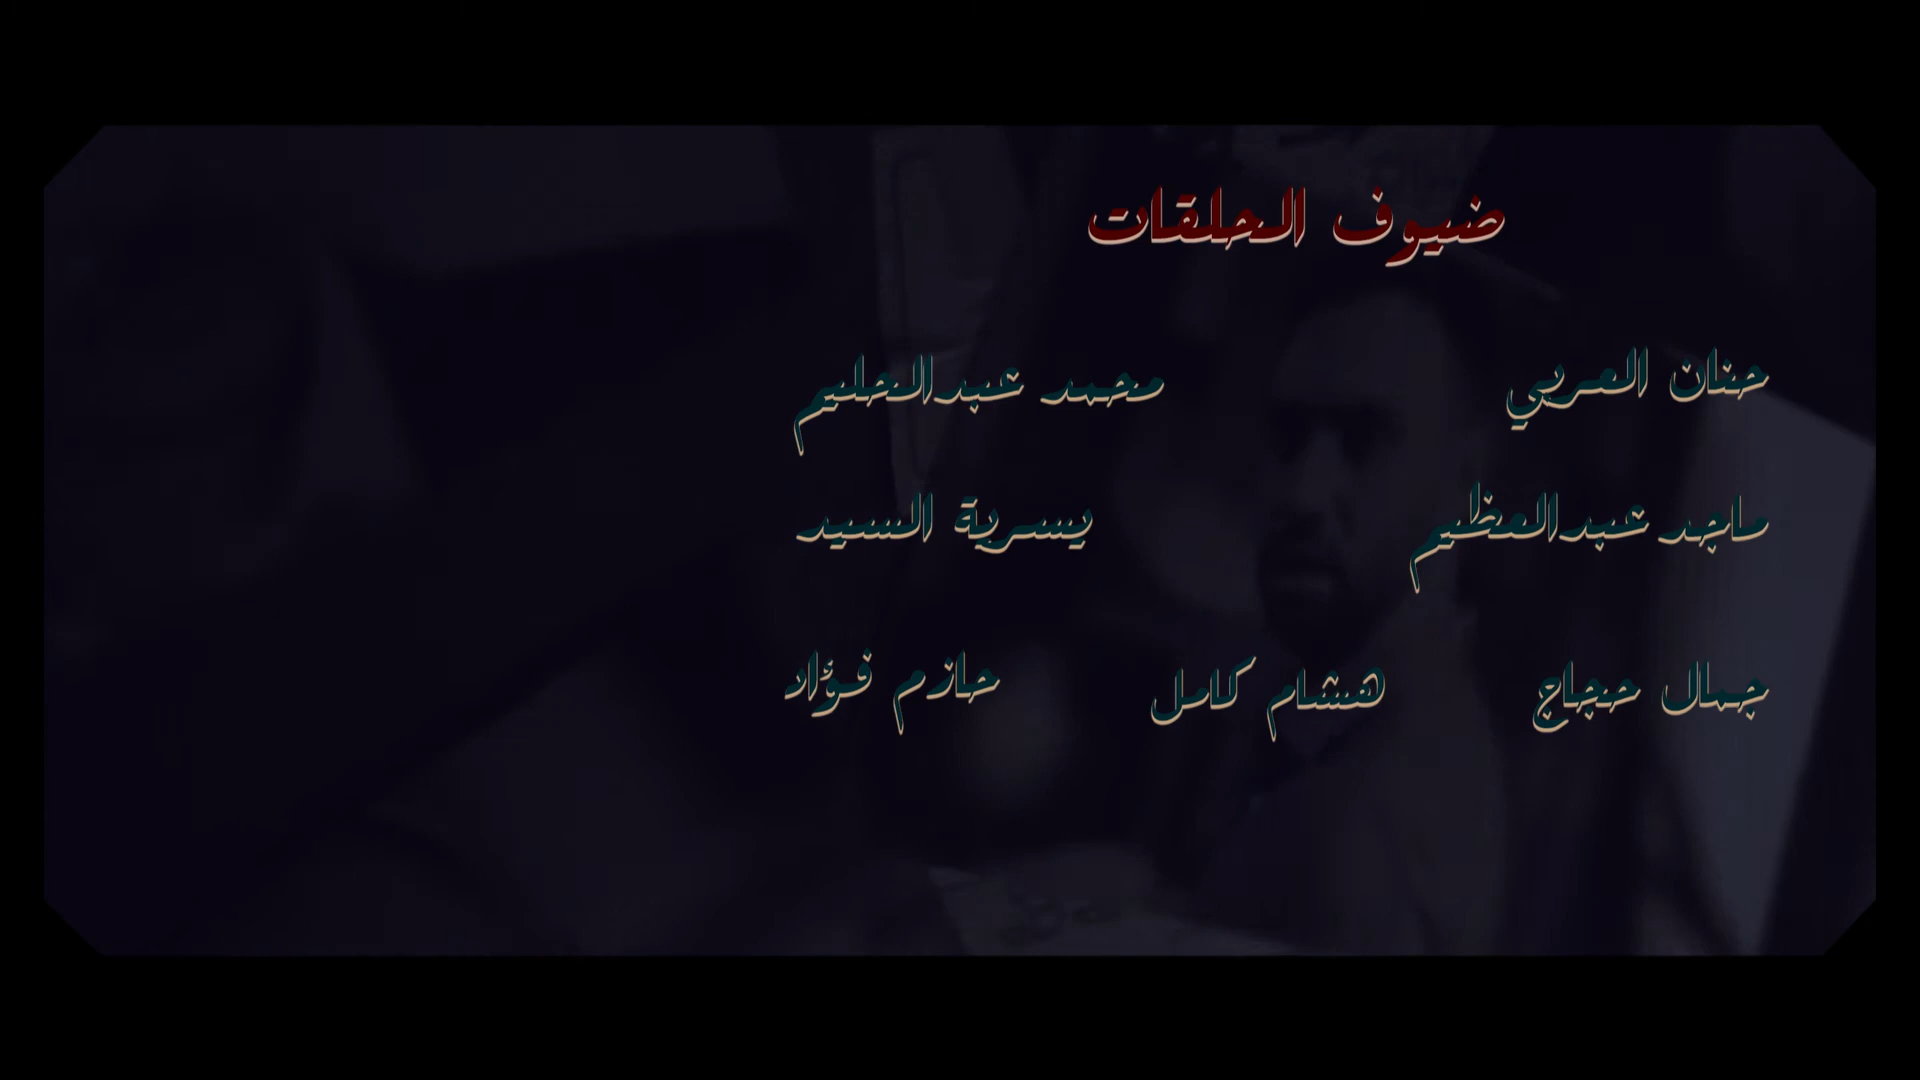 ضيوف الحلقات
حنان العربي محمد عبدالحليم
ماجد عبدالعظيم يسرية السيد
جمال حجاج هشام كامل حازم فؤاد